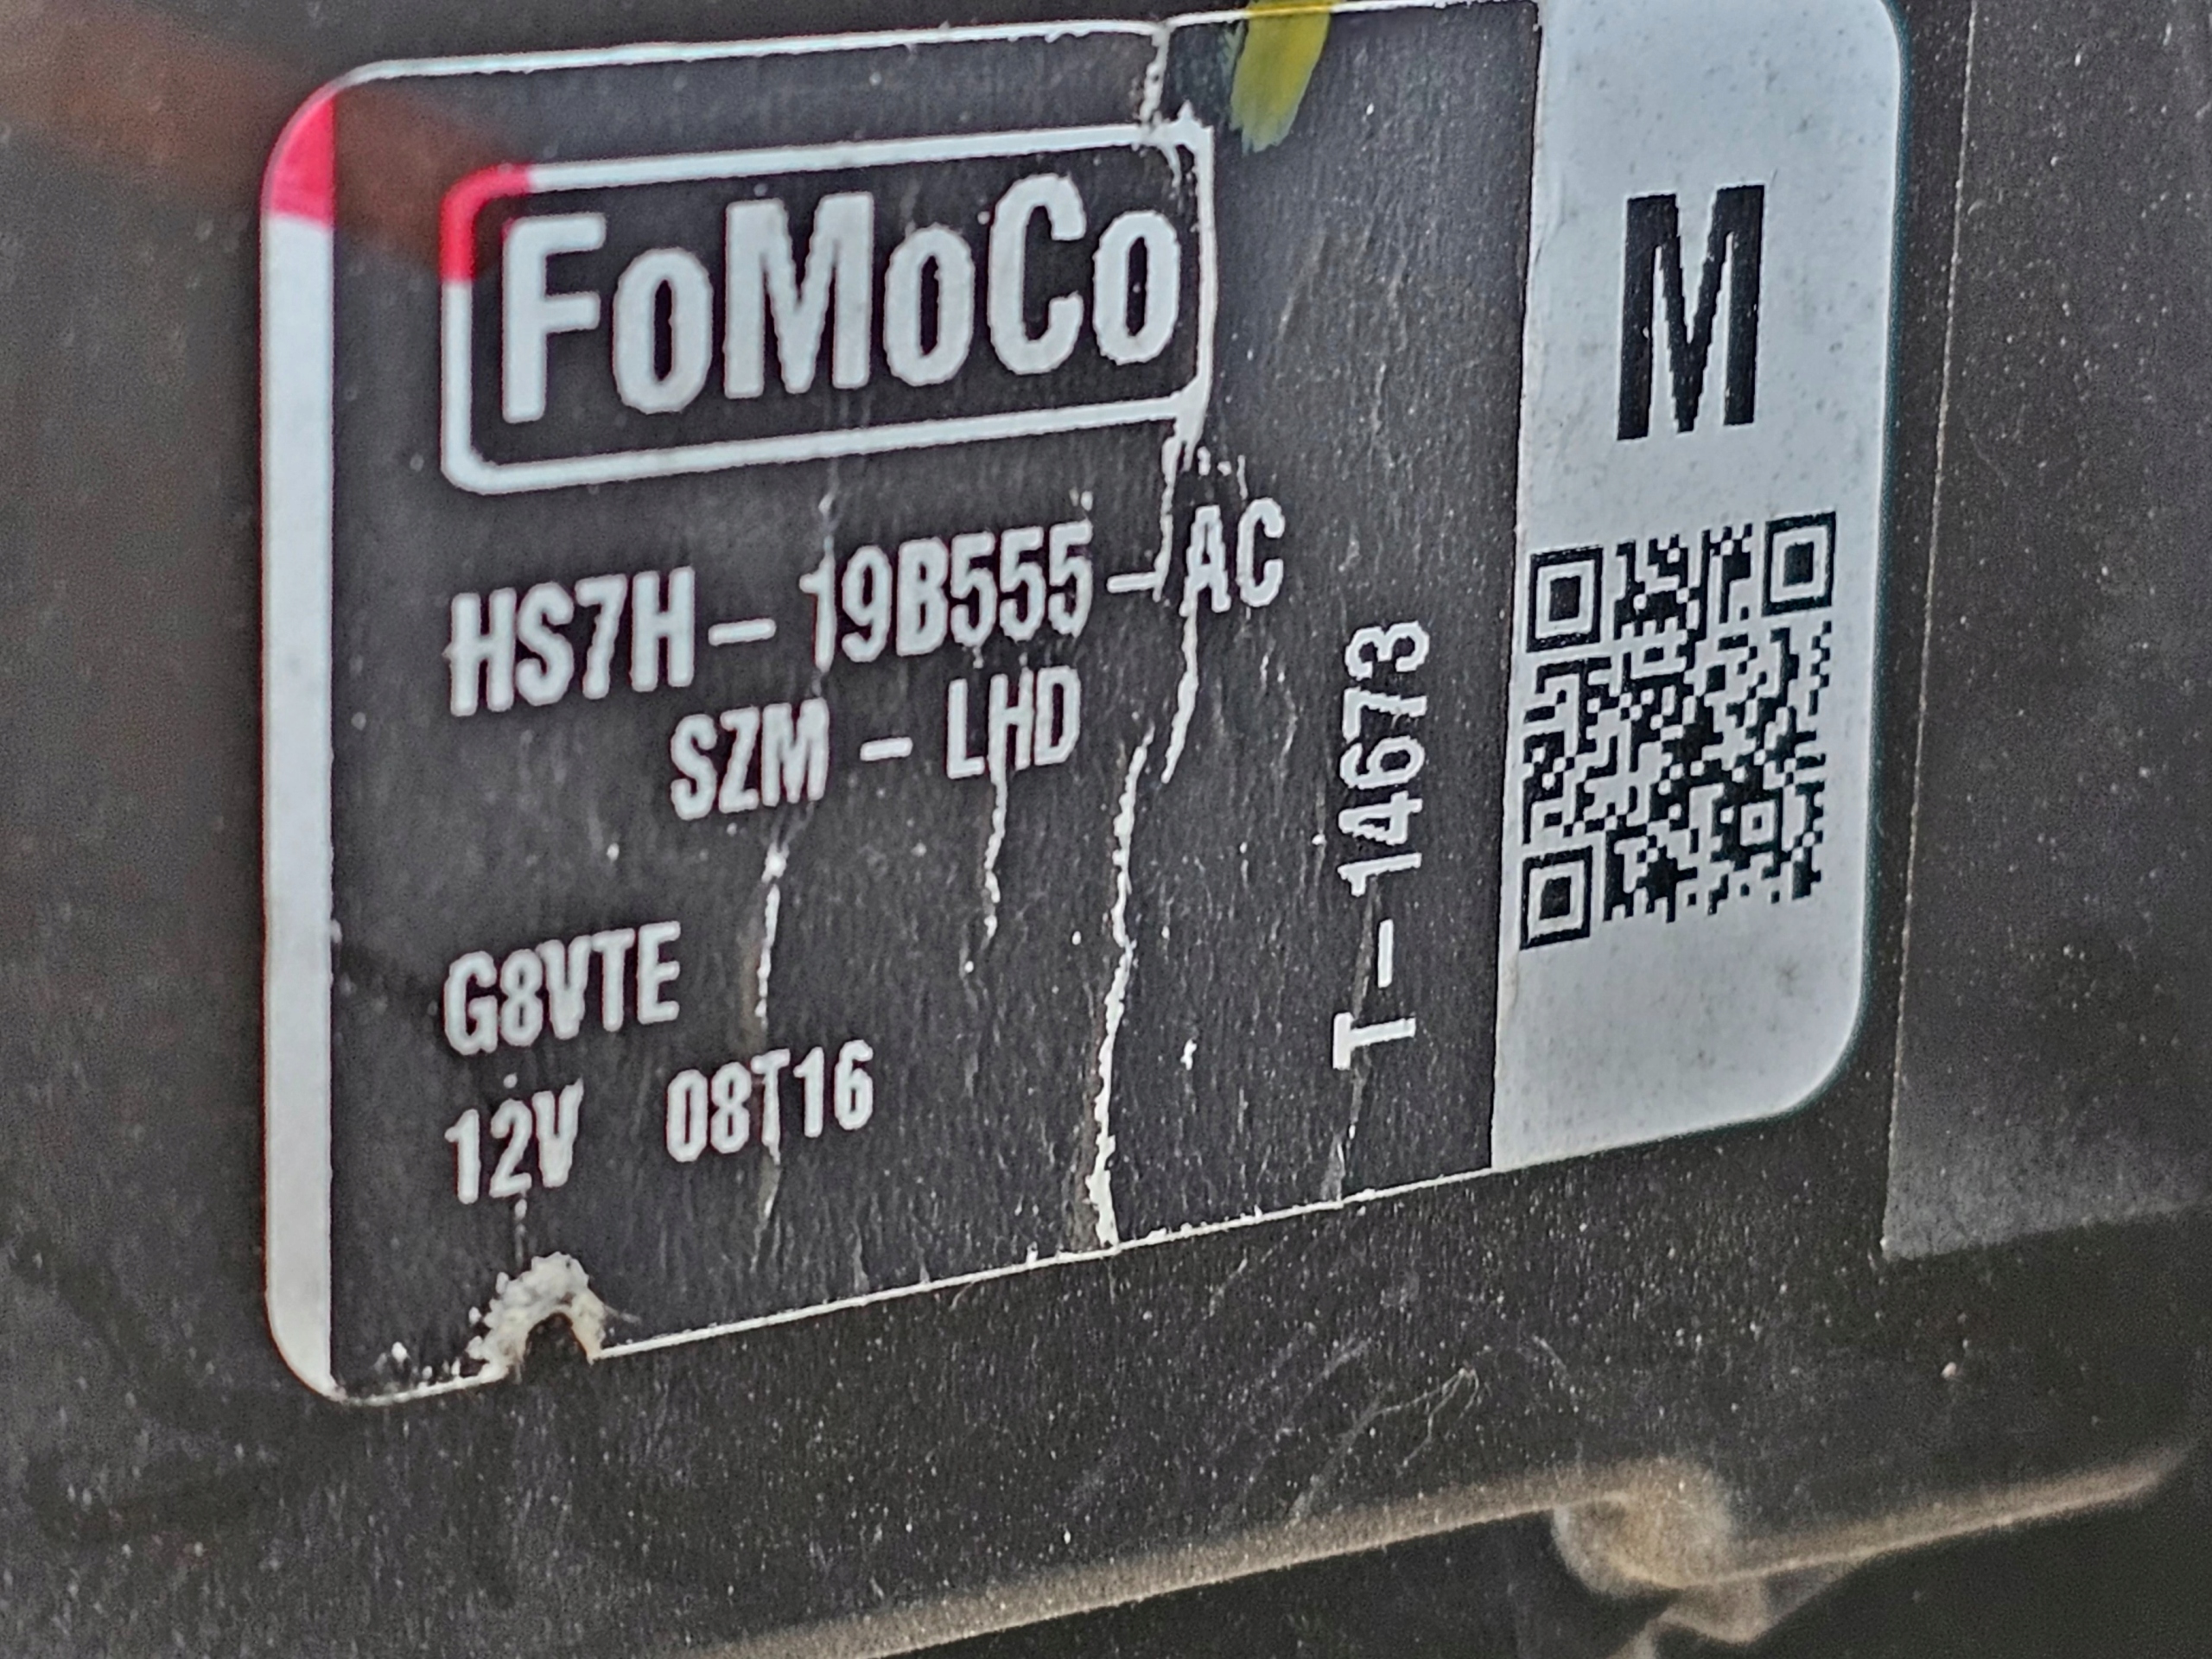 FoMoCo
HS7H-19B555-AC
SZM - LHD
G8VTE
12V 08T16
T-14673
M